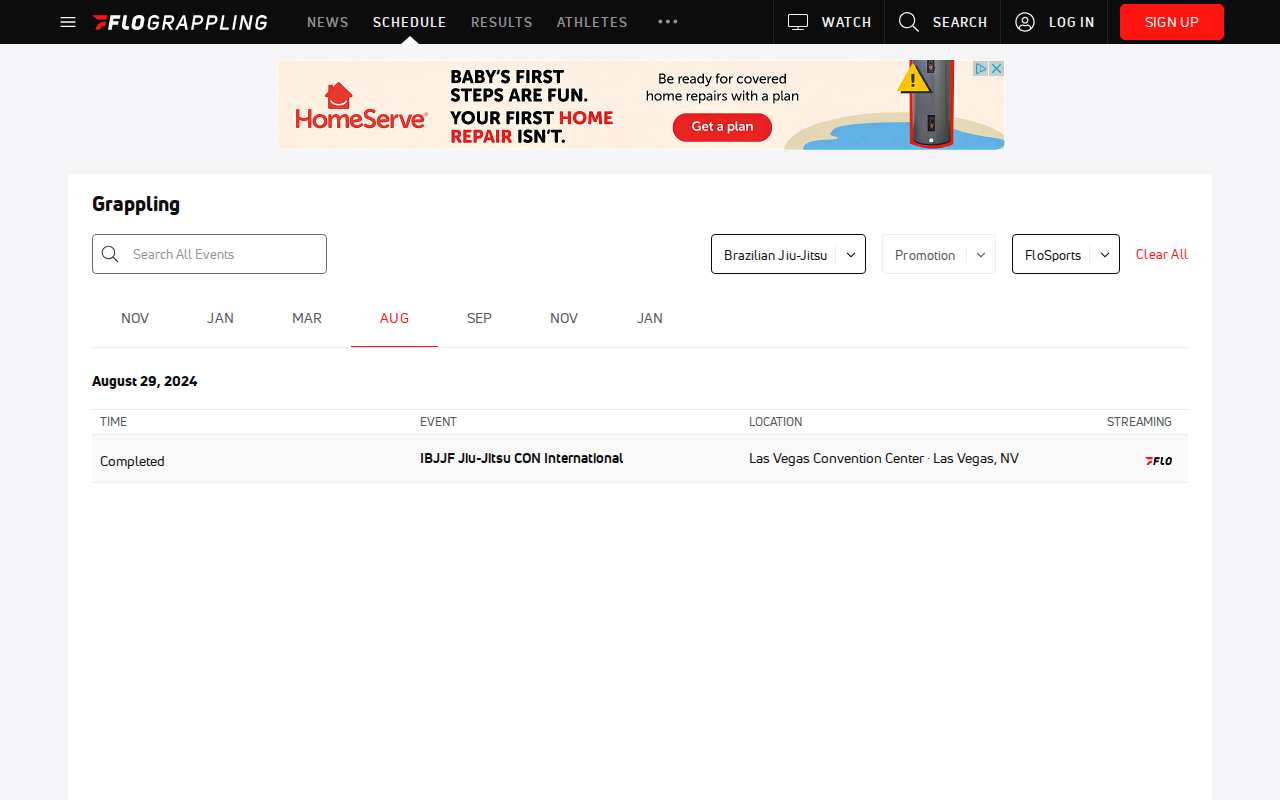 FLOGRAPPLING NEWS SCHEDULE RESULTS ATHLETES WATCH SEARCH LOG IN SIGN UP
HomeServe
BABY'S FIRST
STEPS ARE FUN.
YOUR FIRST HOME
REPAIR ISN'T.
Be ready for covered
home repairs with a plan
Get a plan
Grappling
Search All Events
Brazilian Jiu-Jitsu Promotion FloSports Clear All
NOV JAN MAR AUG SEP NOV JAN
August 29, 2024
TIME EVENT LOCATION STREAMING
Completed IBJJF Jiu-Jitsu CON International Las Vegas Convention Center · Las Vegas, NV FLO